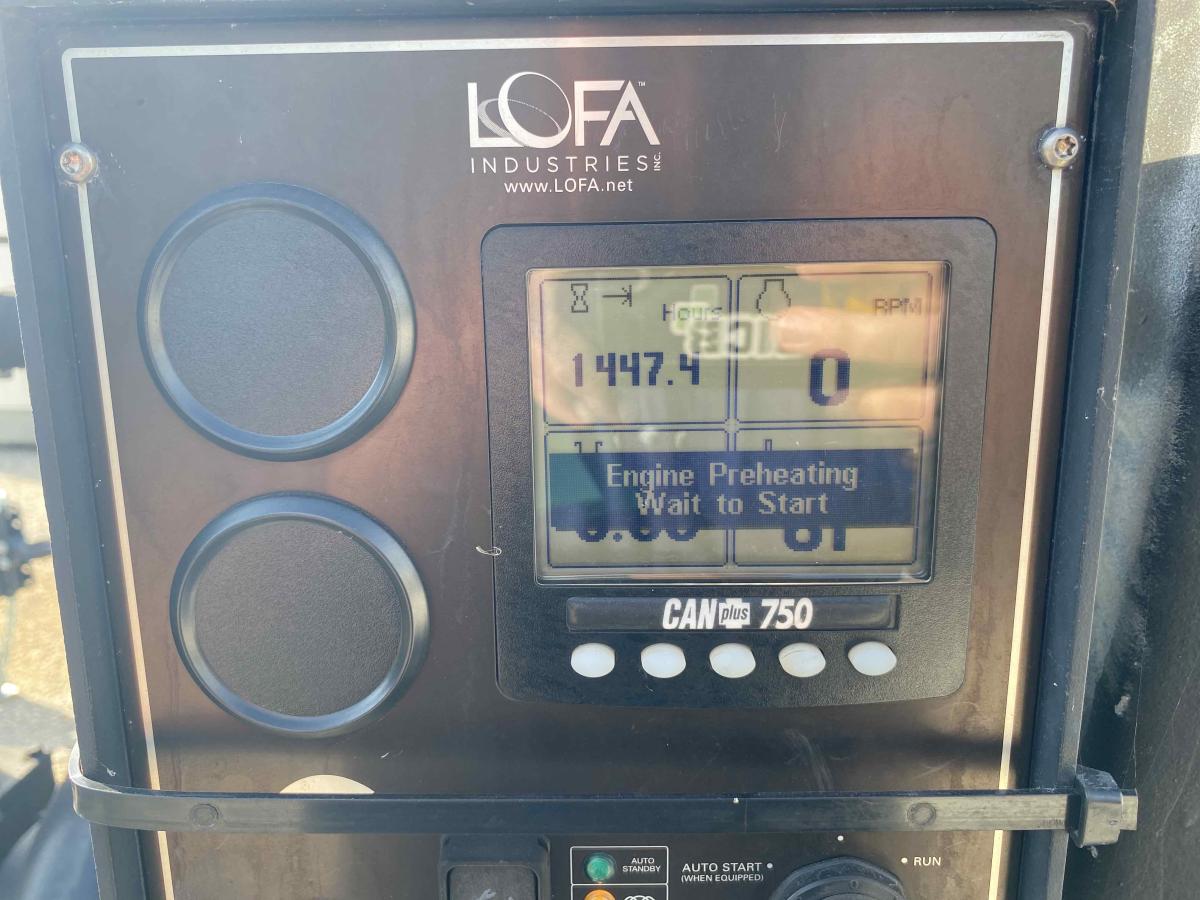 LOFA™
INDUSTRIES INC.
www.LOFA.net
Hours
RPM
1447.4
0
Engine Preheating
Wait to Start
CAN plus 750
AUTO
STANDBY
AUTO START
(WHEN EQUIPPED)
RUN